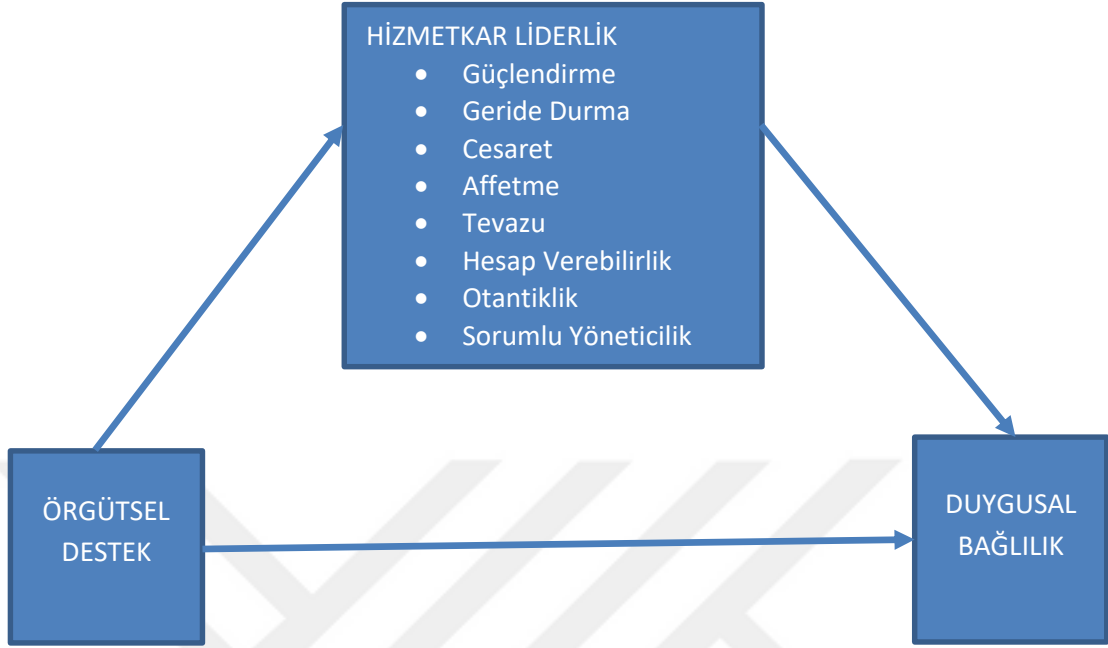 HİZMETKAR LİDERLİK
• Güçlendirme
• Geride Durma
• Cesaret
• Affetme
• Tevazu
• Hesap Verebilirlik
• Otantiklik
• Sorumlu Yöneticilik
ÖRGÜTSEL
DESTEK
DUYGUSAL
BAĞLILIK